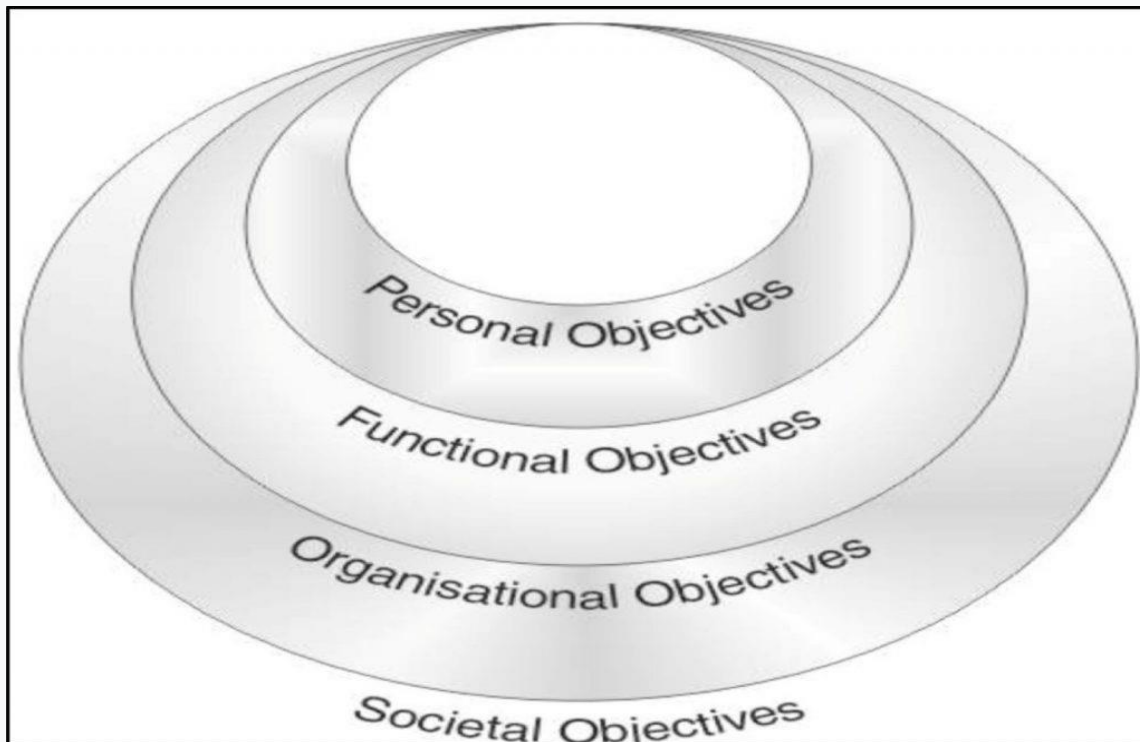 Personal Objectives
Functional Objectives
Organisational Objectives
Societal Objectives